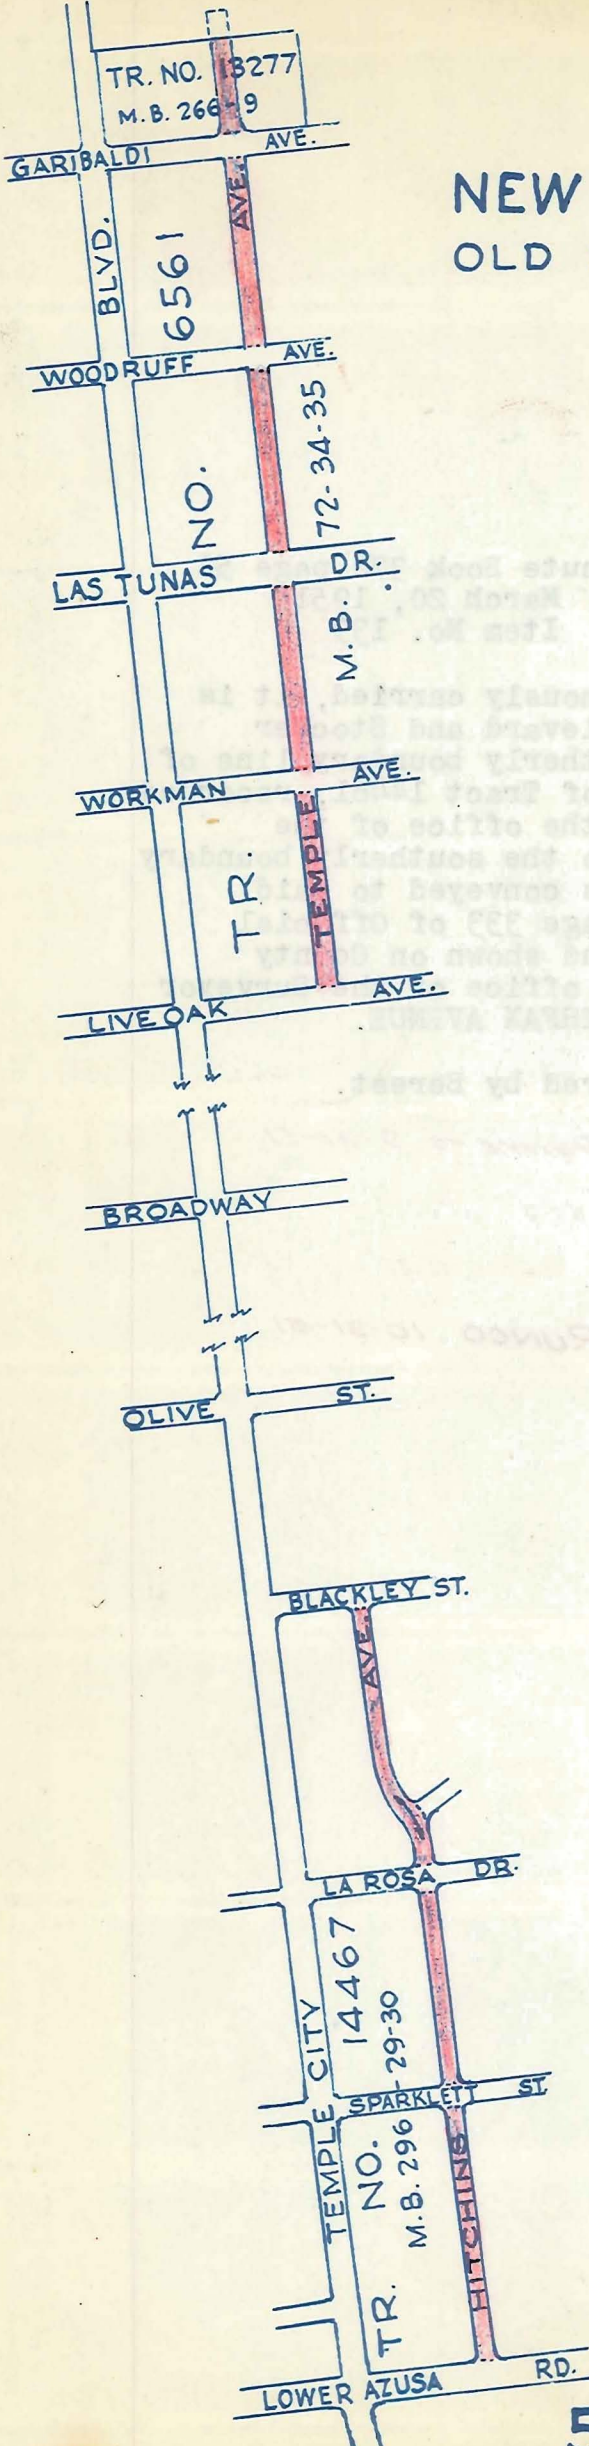 TR. NO. 13277
M.B. 266-9
GARIBALDI AVE.
NEW
OLD
BLVD.
6561
AVE.
WOODRUFF AVE.
72-34-35
NO.
LAS TUNAS DR.
M.B.
WORKMAN AVE.
TEMPLE
TR.
LIVE OAK AVE.
BROADWAY
OLIVE ST.
BLACKLEY ST.
AVE.
LA ROSA DR.
14467
29-30
CITY
SPARKLETT ST.
TEMPLE
NO.
M.B. 296
HITCHINS
TR.
LOWER AZUSA RD.